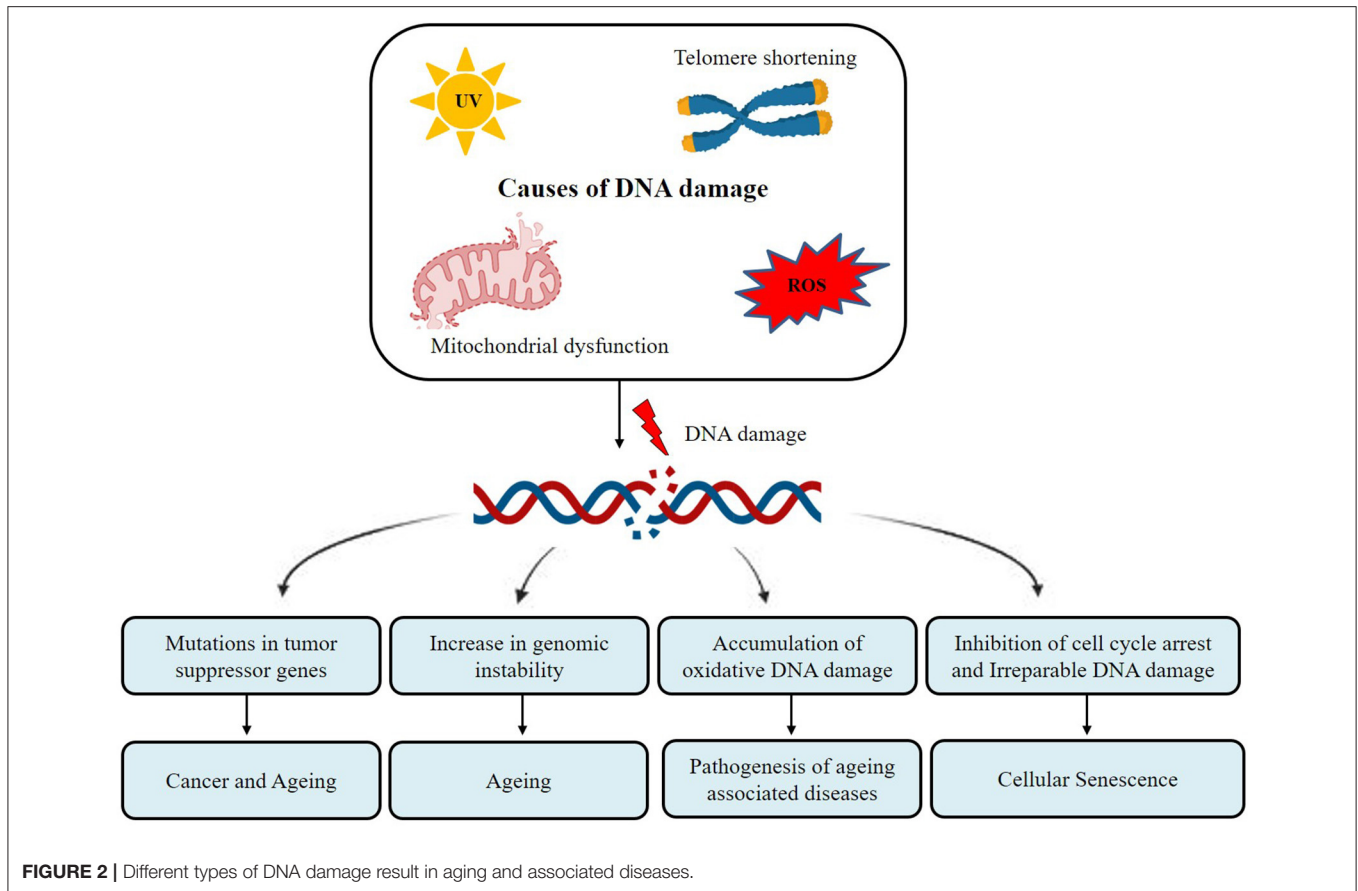 UV
Telomere shortening
Causes of DNA damage
ROS
Mitochondrial dysfunction
DNA damage
Mutations in tumor
suppressor genes
Increase in genomic
instability
Accumulation of
oxidative DNA damage
Inhibition of cell cycle arrest
and Irreparable DNA damage
Cancer and Ageing
Ageing
Pathogenesis of ageing
associated diseases
Cellular Senescence
FIGURE 2 | Different types of DNA damage result in aging and associated diseases.